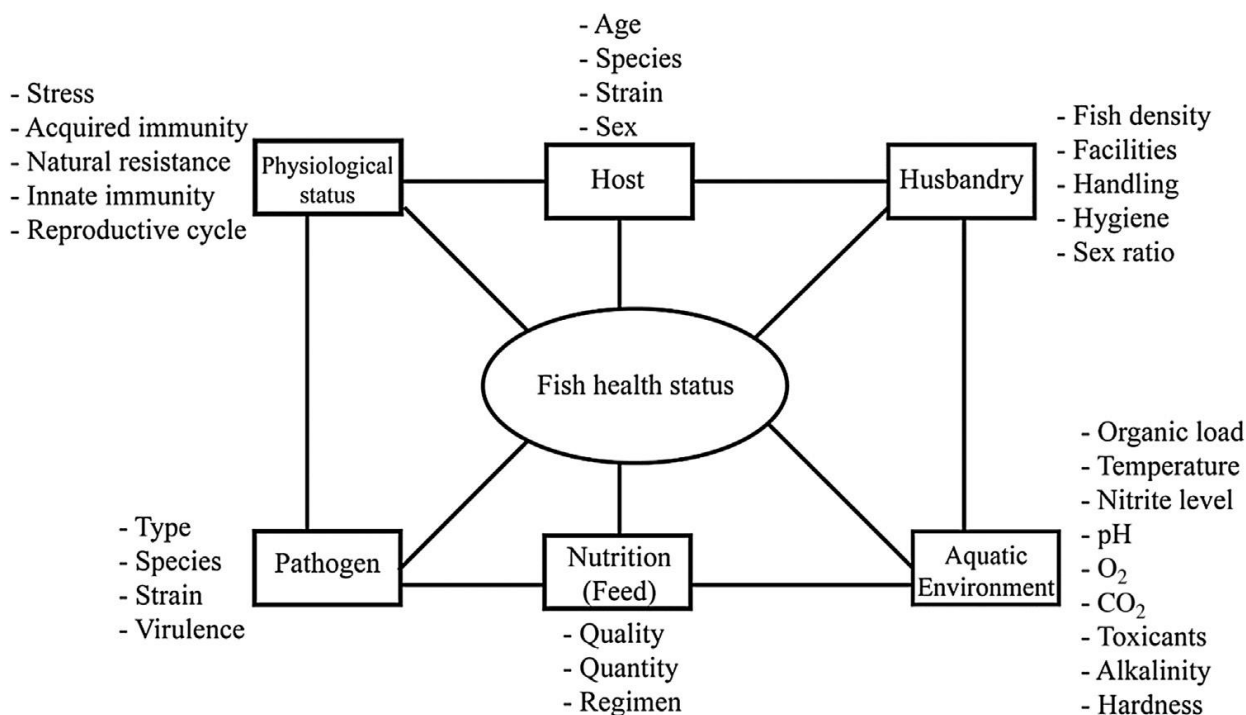 - Age
- Species
- Strain
- Sex
- Stress
- Acquired immunity
- Natural resistance
- Innate immunity
- Reproductive cycle
Physiological
status
Host
Husbandry
- Fish density
- Facilities
- Handling
- Hygiene
- Sex ratio
Fish health status
- Type
- Species
- Strain
- Virulence
Pathogen
Nutrition
(Feed)
- Quality
- Quantity
- Regimen
Aquatic
Environment
- Organic load
- Temperature
- Nitrite level
- pH
- O₂
- CO₂
- Toxicants
- Alkalinity
- Hardness